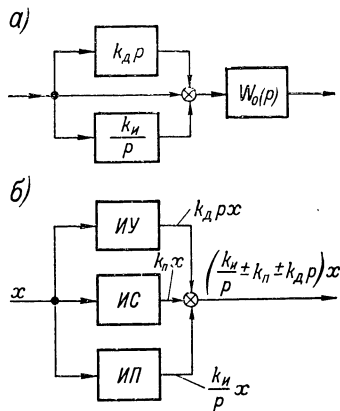 а)
k_д p
k_и/p
W_0(p)
б)
k_д px
ИУ
(k_и/p ± k_п ± k_д p)x
k_п x
x
ИС
ИП
k_и/p x